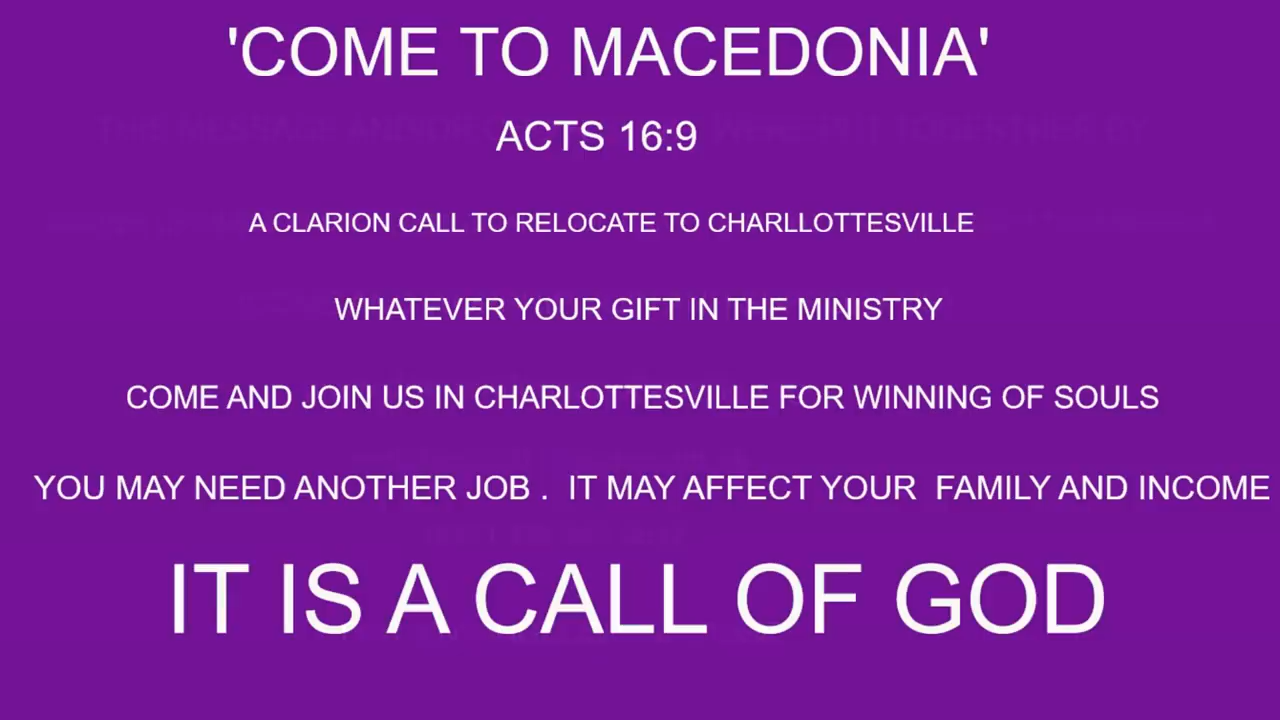 'COME TO MACEDONIA'
ACTS 16:9
A CLARION CALL TO RELOCATE TO CHARLLOTTESVILLE
WHATEVER YOUR GIFT IN THE MINISTRY
COME AND JOIN US IN CHARLOTTESVILLE FOR WINNING OF SOULS
YOU MAY NEED ANOTHER JOB . IT MAY AFFECT YOUR FAMILY AND INCOME
IT IS A CALL OF GOD